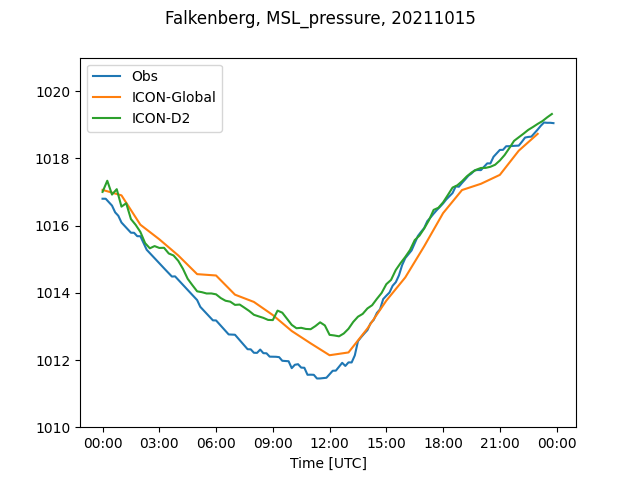 Falkenberg, MSL_pressure, 20211015
Obs
ICON-Global
ICON-D2
1020
1018
1016
1014
1012
1010
00:00 03:00 06:00 09:00 12:00 15:00 18:00 21:00 00:00
Time [UTC]